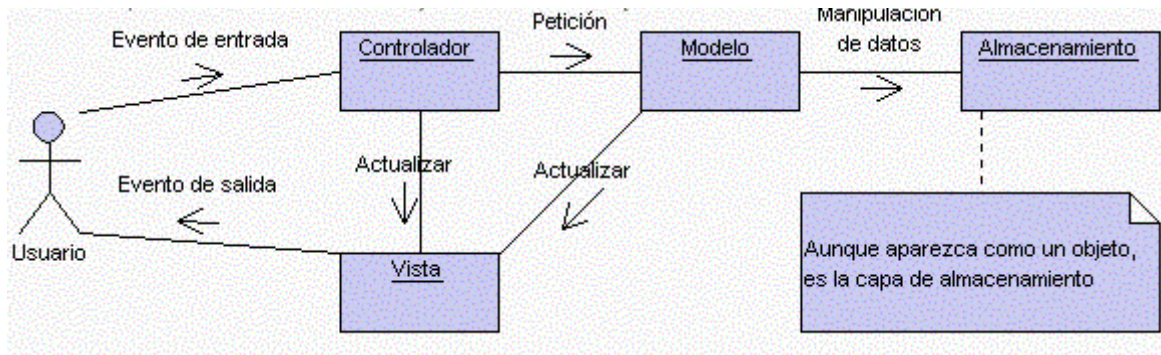 Petición
Manipulación
de datos
Evento de entrada
Controlador
Modelo
Almacenamiento
Actualizar
Actualizar
Evento de salida
Usuario
Vista
Aunque aparezca como un objeto,
es la capa de almacenamiento